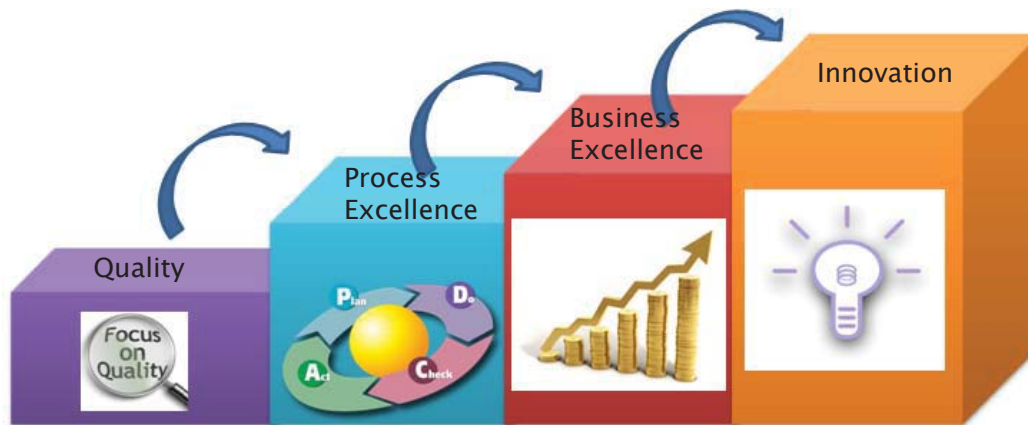 Quality
Focus
on
Quality
Process
Excellence
Plan
Do
Check
Act
Business
Excellence
Innovation